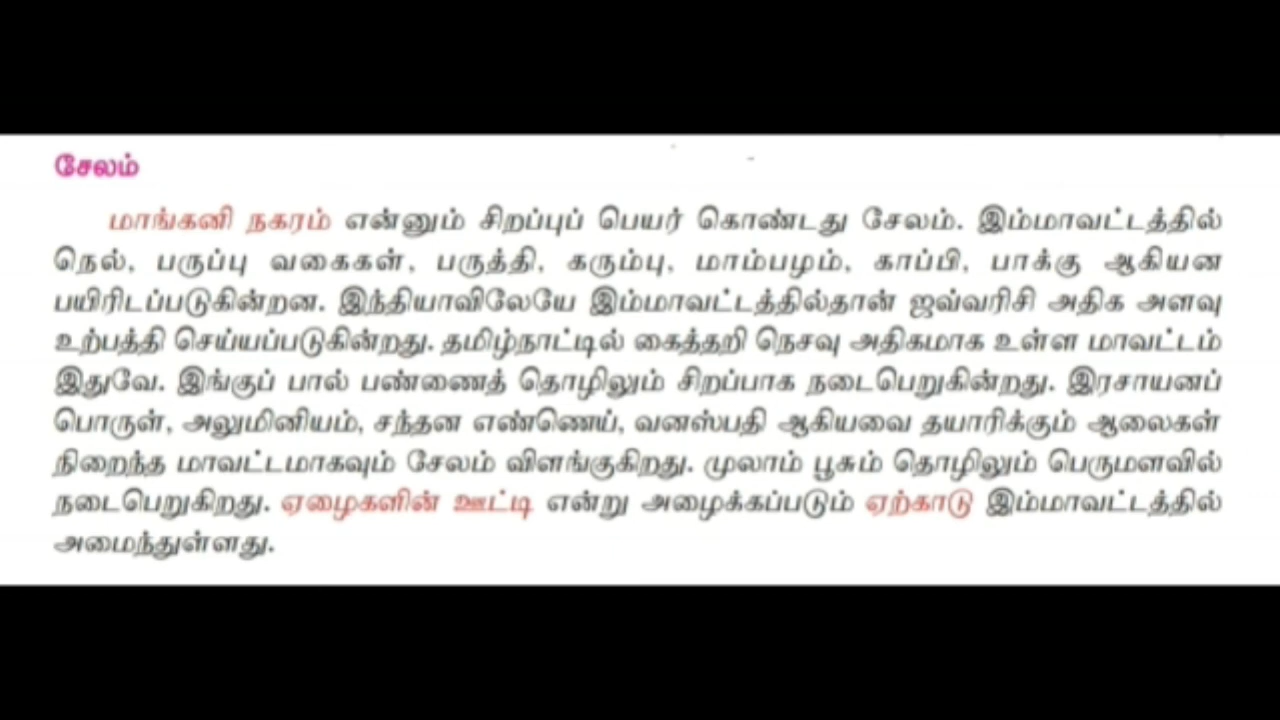 சேலம்
மாங்கனி நகரம் என்னும் சிறப்புப் பெயர் கொண்டது சேலம். இம்மாவட்டத்தில்
நெல், பருப்பு வகைகள், பருத்தி, கரும்பு, மாம்பழம், காப்பி, பாக்கு ஆகியன
பயிரிடப்படுகின்றன. இந்தியாவிலேயே இம்மாவட்டத்தில்தான் ஜவ்வரிசி அதிக அளவு
உற்பத்தி செய்யப்படுகின்றது. தமிழ்நாட்டில் கைத்தறி நெசவு அதிகமாக உள்ள மாவட்டம்
இதுவே. இங்குப் பால் பண்ணைத் தொழிலும் சிறப்பாக நடைபெறுகின்றது. இரசாயனப்
பொருள், அலுமினியம், சந்தன எண்ணெய், வனஸ்பதி ஆகியவை தயாரிக்கும் ஆலைகள்
நிறைந்த மாவட்டமாகவும் சேலம் விளங்குகிறது. முலாம் பூசும் தொழிலும் பெருமளவில்
நடைபெறுகிறது. ஏழைகளின் ஊட்டி என்று அழைக்கப்படும் ஏற்காடு இம்மாவட்டத்தில்
அமைந்துள்ளது.